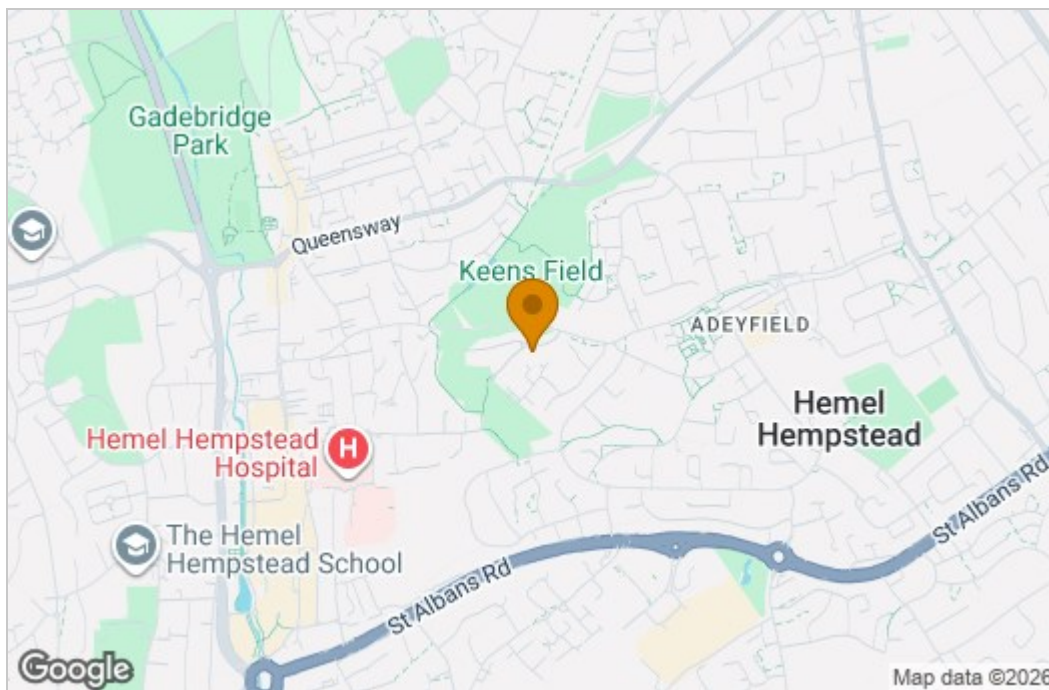 Gadebridge
Park
Queensway
Keens Field
ADEYFIELD
Hemel
Hempstead
Hemel Hempstead
Hospital
H
The Hemel
Hempstead School
St Albans Rd
St Albans Rd
Google
Map data ©2026